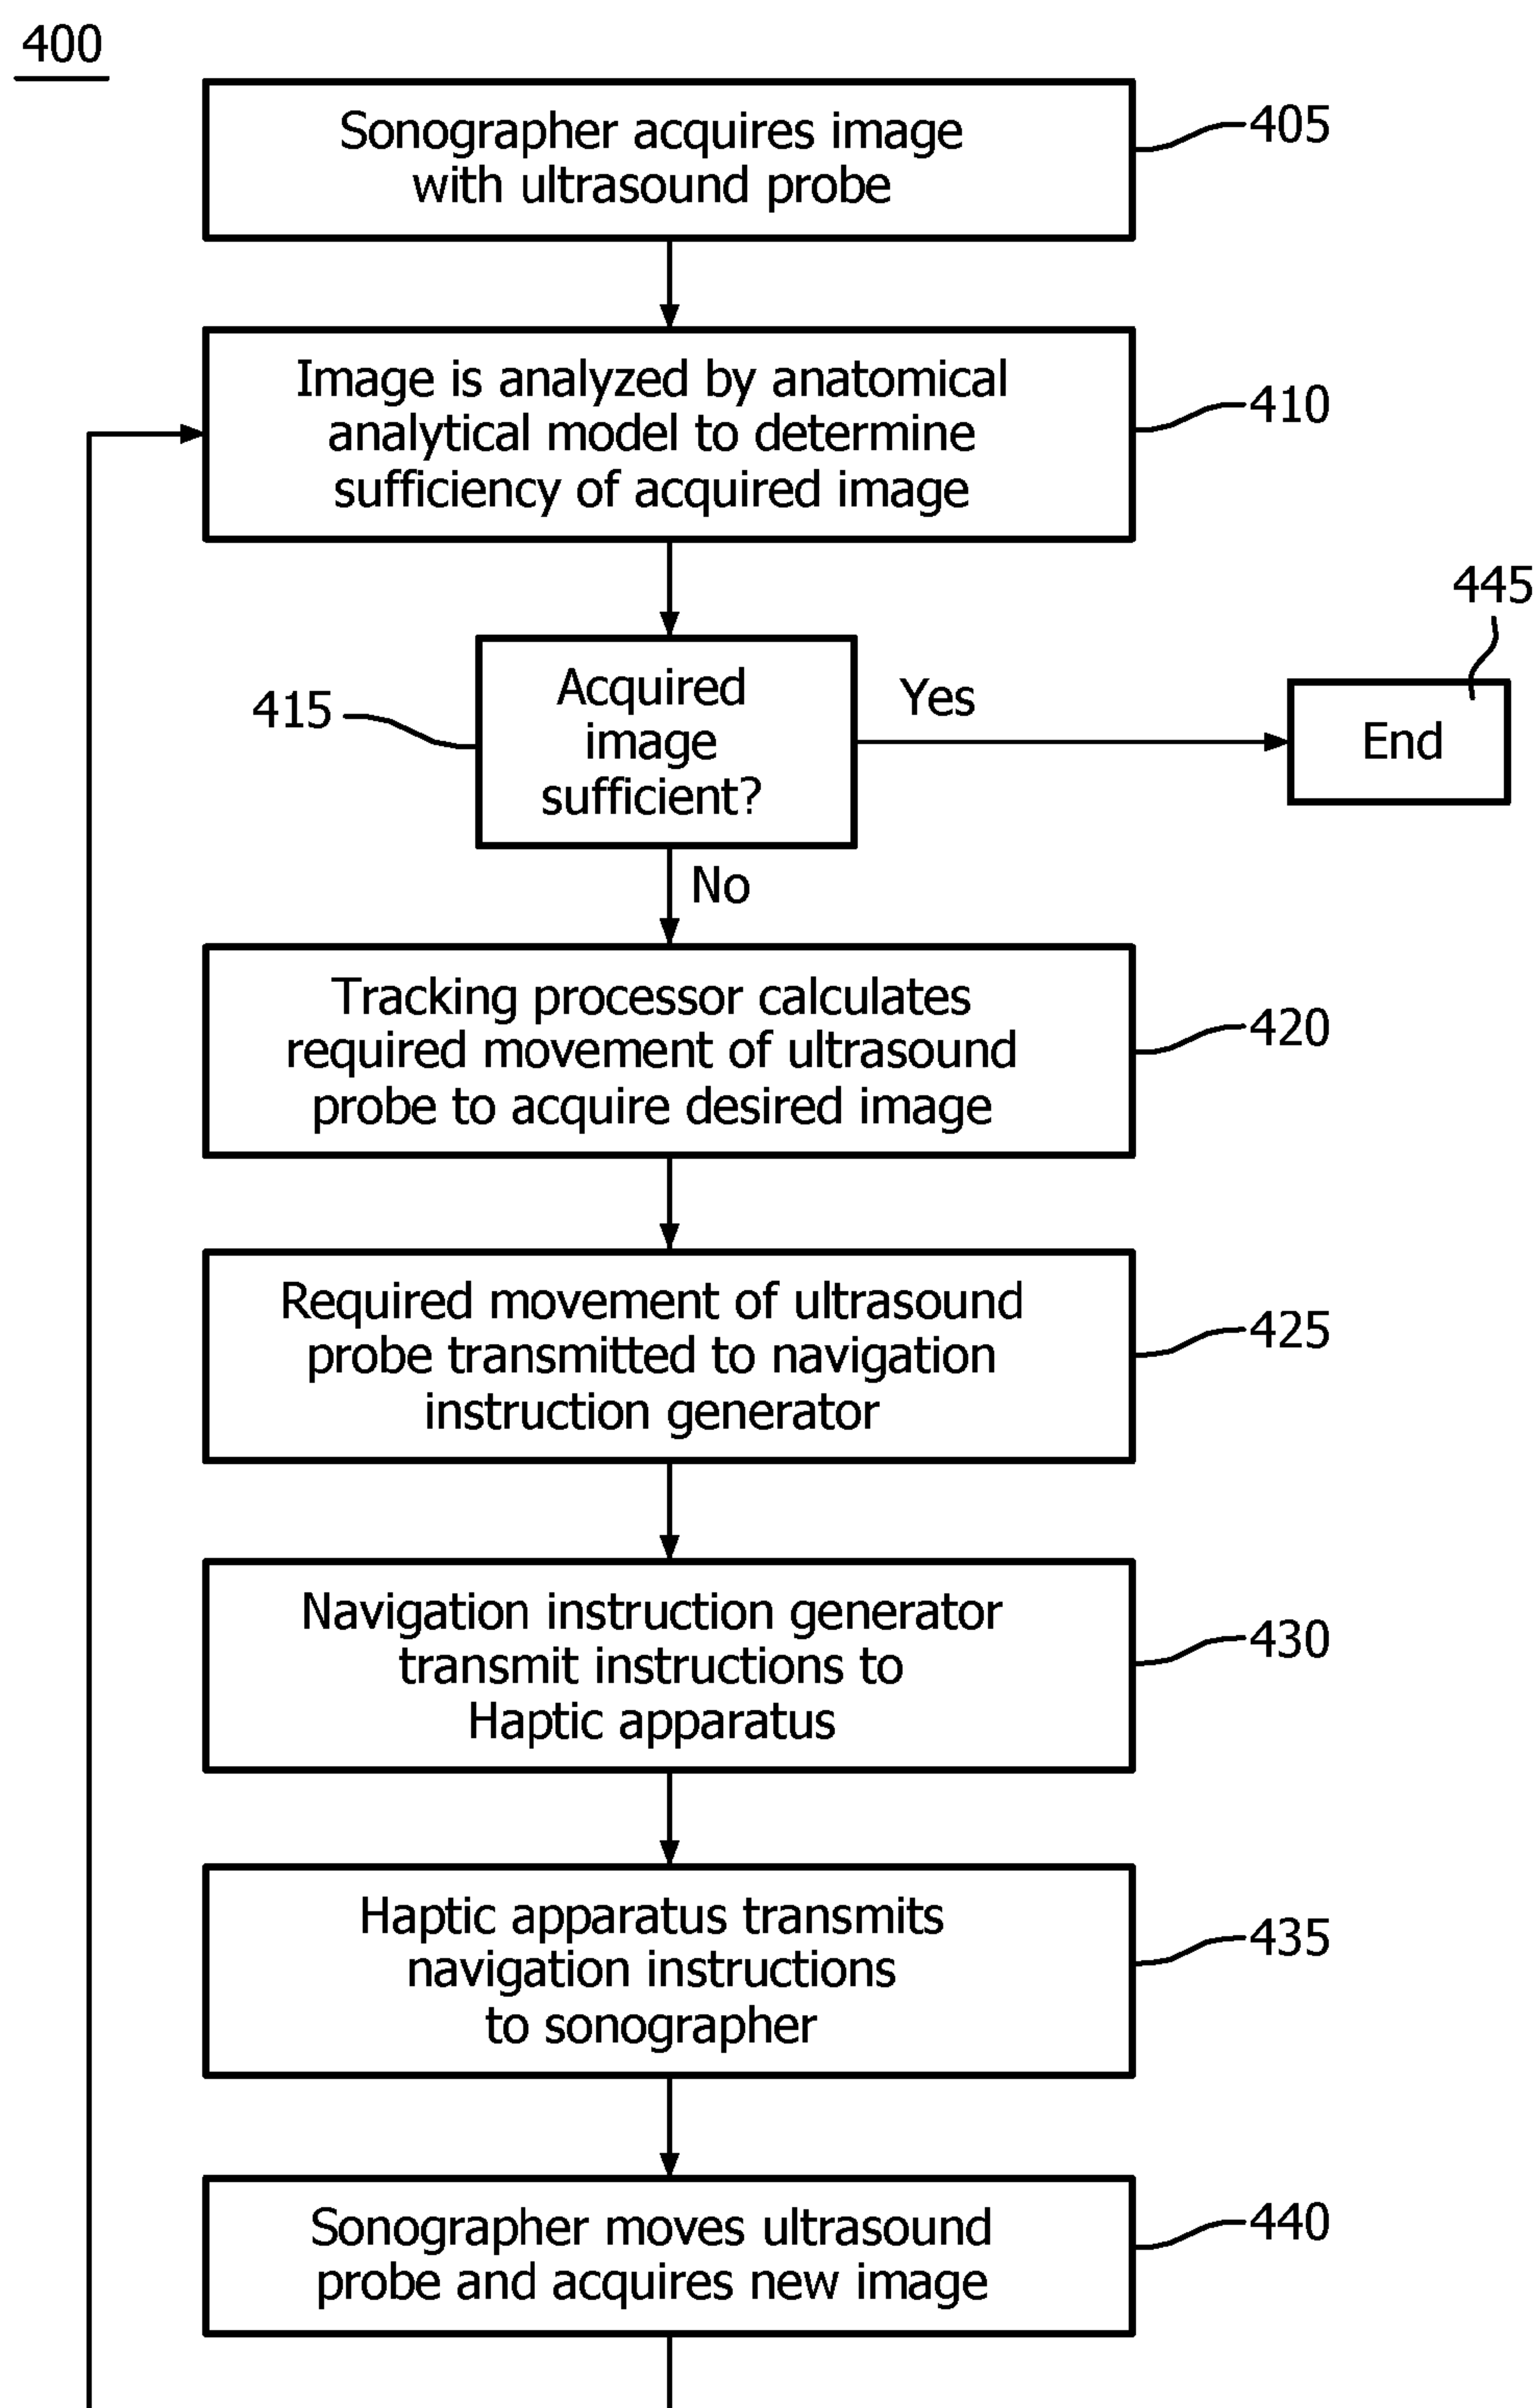 400
Sonographer acquires image
with ultrasound probe
405
Image is analyzed by anatomical
analytical model to determine
sufficiency of acquired image
410
445
415
Acquired
image
sufficient?
Yes
End
No
Tracking processor calculates
required movement of ultrasound
probe to acquire desired image
420
Required movement of ultrasound
probe transmitted to navigation
instruction generator
425
Navigation instruction generator
transmit instructions to
Haptic apparatus
430
Haptic apparatus transmits
navigation instructions
to sonographer
435
Sonographer moves ultrasound
probe and acquires new image
440